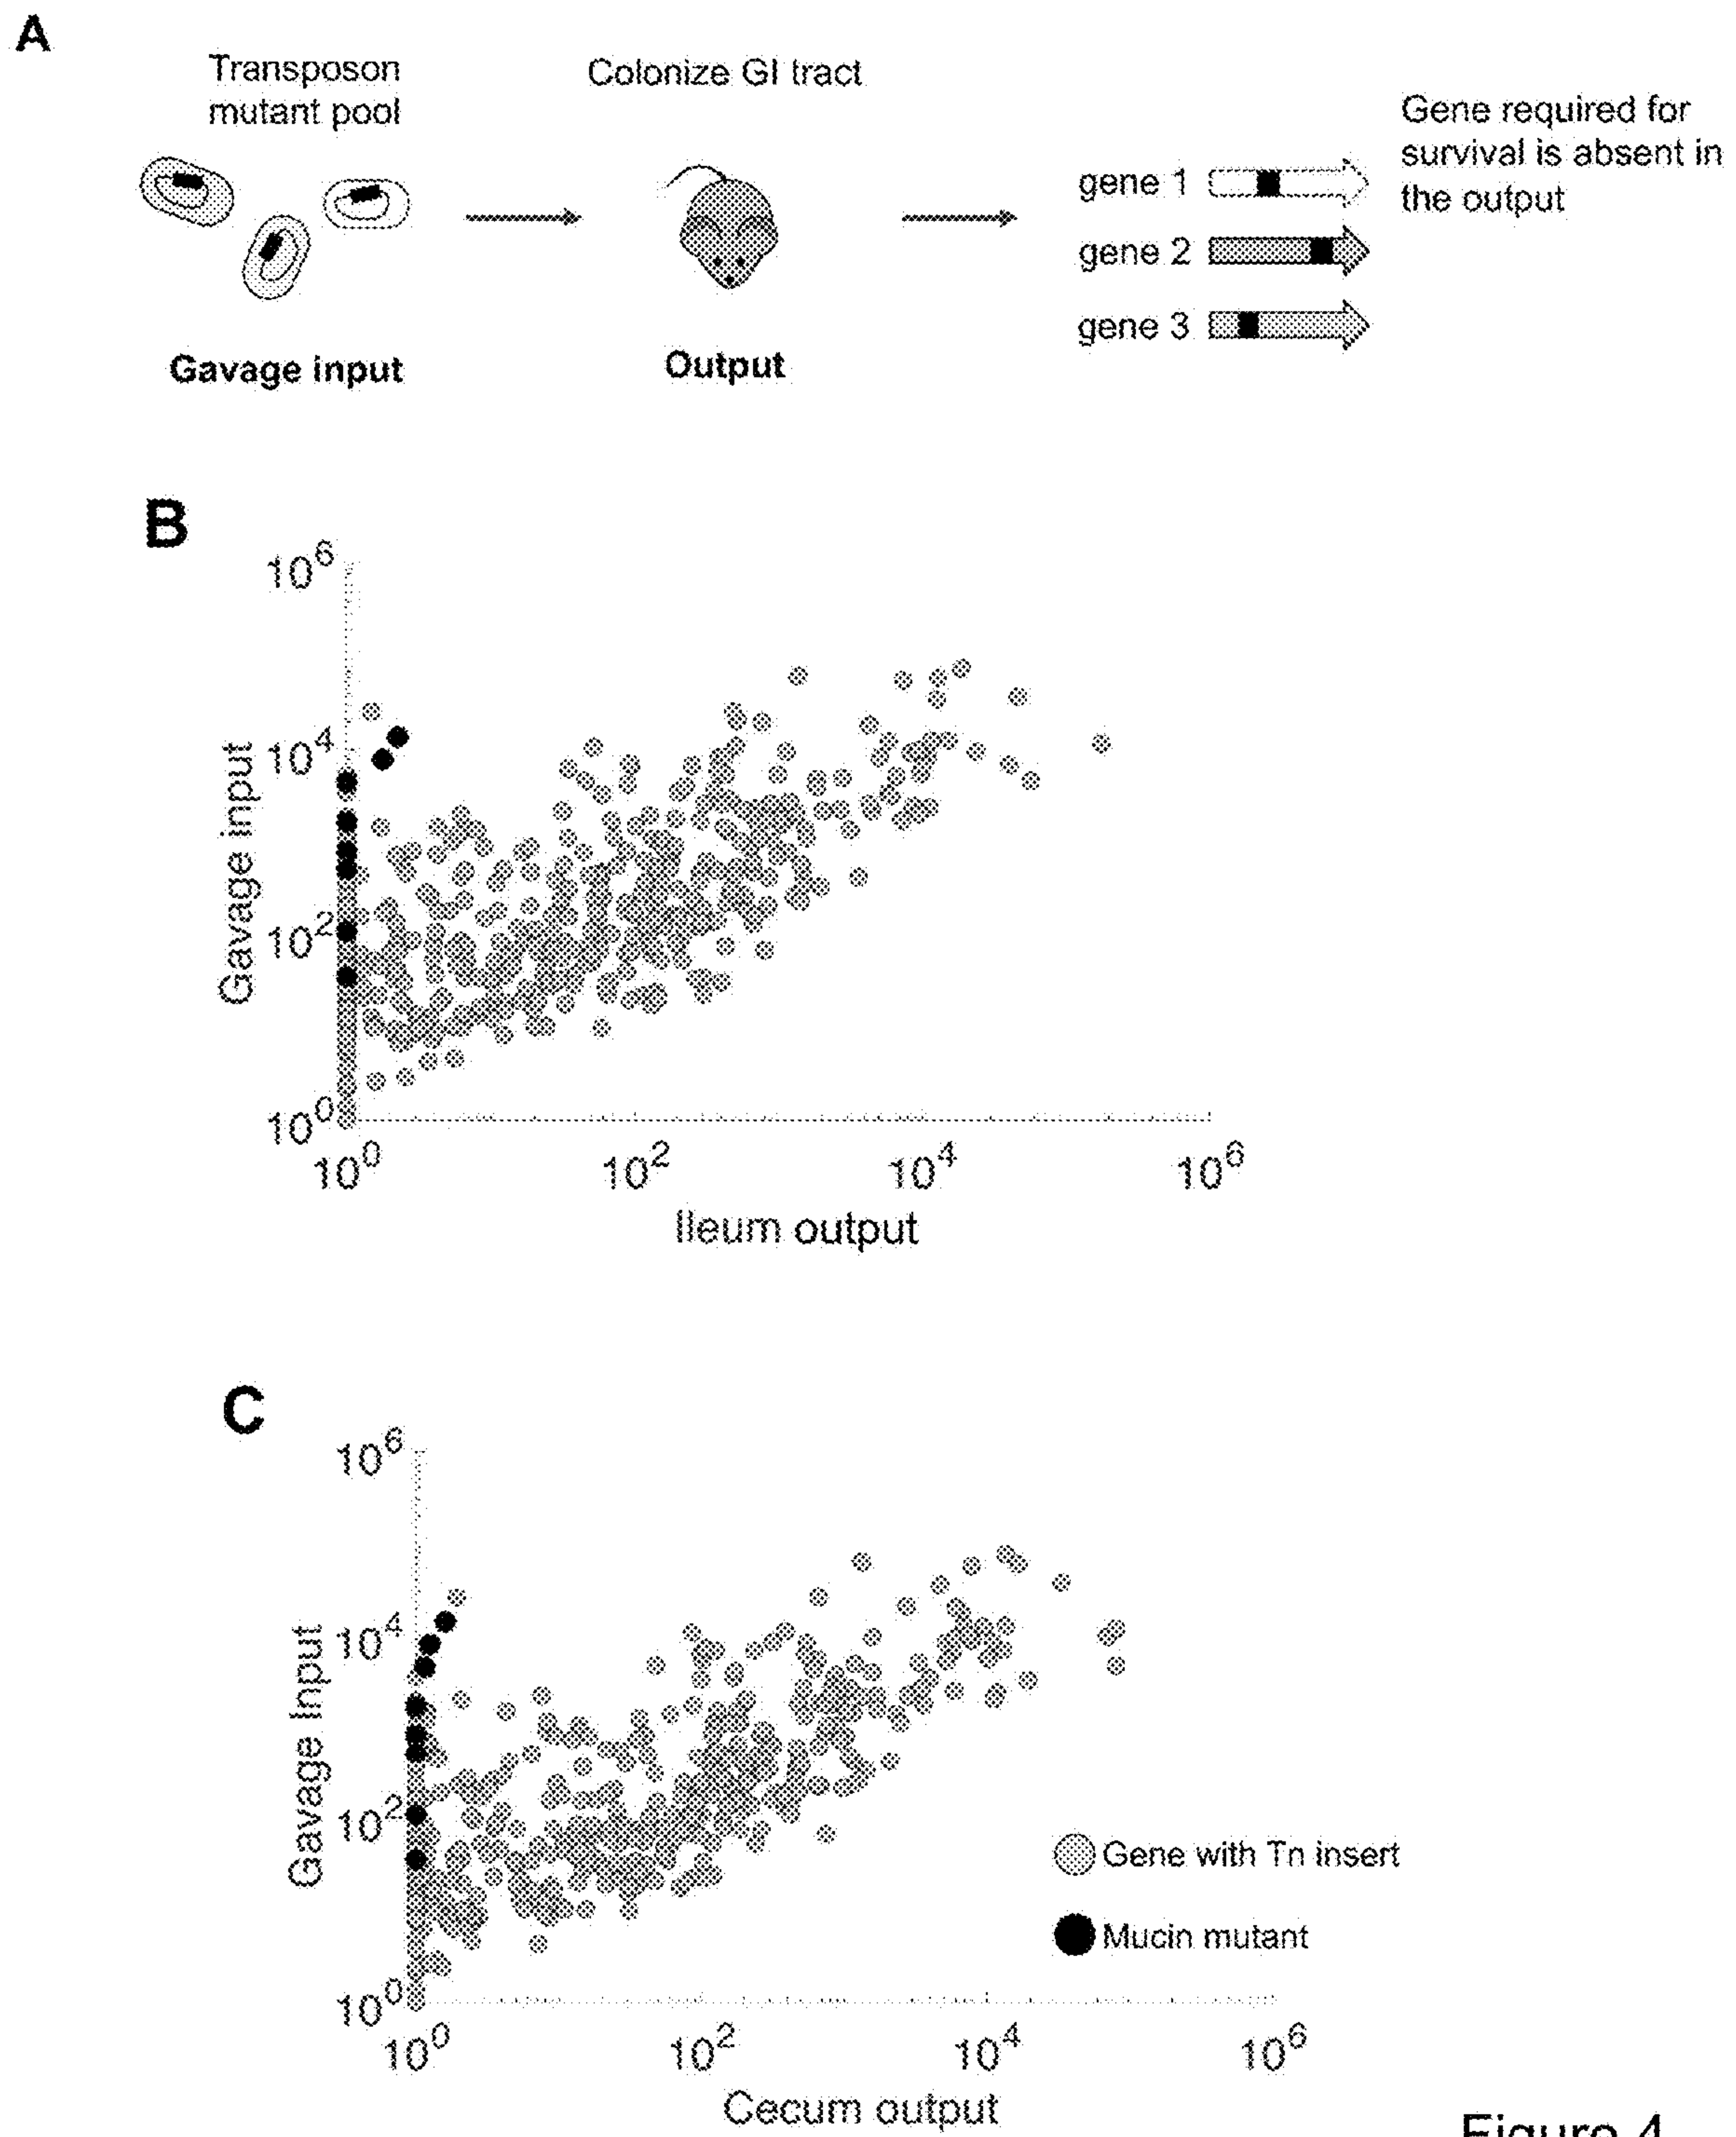 A
Transposon
mutant pool
Colonize GI tract
Gene required for
survival is absent in
the output
gene 1
gene 2
gene 3
Gavage input
Output
B
10^6
10^4
10^2
10^0
Gavage input
10^0 10^2 10^4 10^6
Ileum output
C
10^6
10^4
10^2
10^0
Gavage Input
Gene with Tn insert
Mucin mutant
10^0 10^2 10^4 10^6
Cecum output
Figure 4